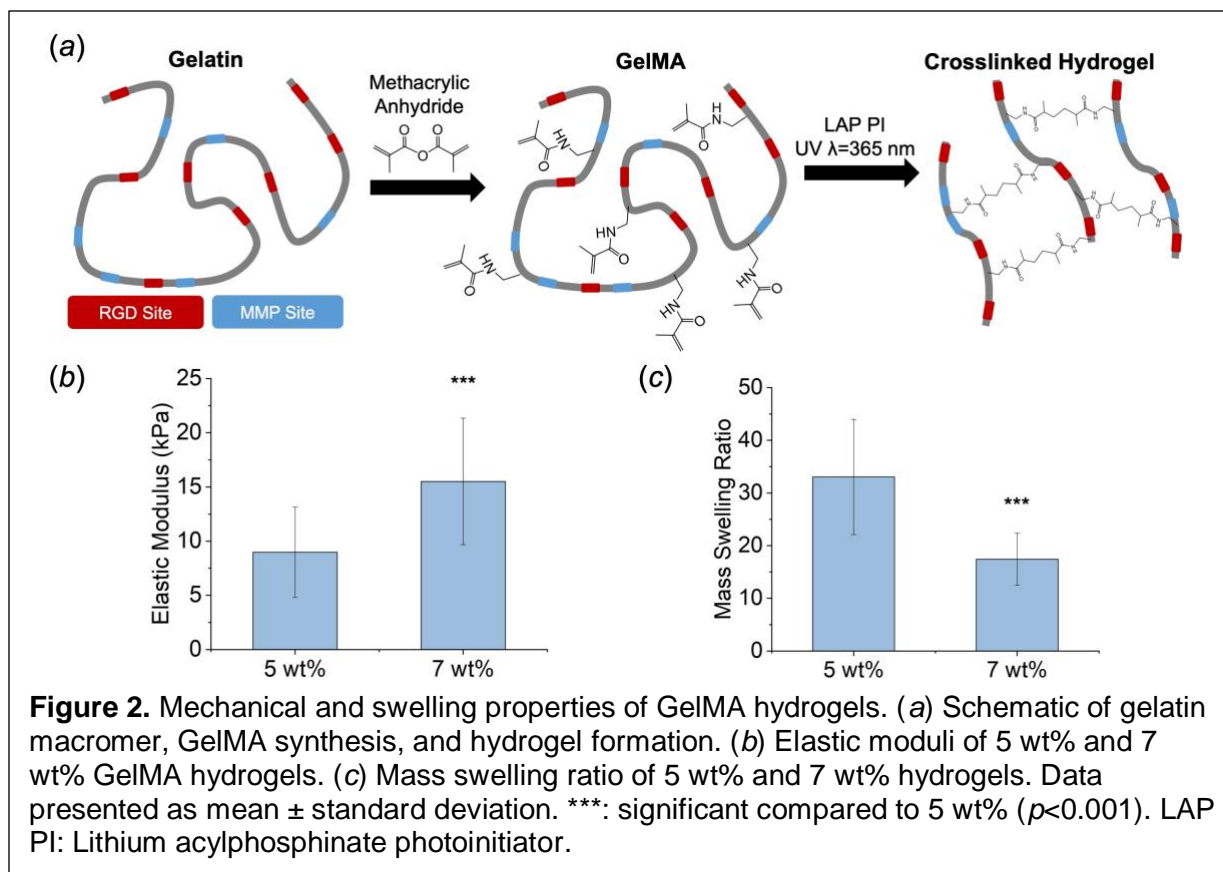 (a)
Gelatin
Methacrylic
Anhydride
O
O
O
GelMA
LAP PI
UV λ=365 nm
Crosslinked Hydrogel
RGD Site
MMP Site
(b)
Elastic Modulus (kPa)
25
20
15
10
5
0
***
5 wt%
7 wt%
(c)
Mass Swelling Ratio
50
40
30
20
10
0
***
5 wt%
7 wt%
Figure 2. Mechanical and swelling properties of GelMA hydrogels. (a) Schematic of gelatin
macromer, GelMA synthesis, and hydrogel formation. (b) Elastic moduli of 5 wt% and 7
wt% GelMA hydrogels. (c) Mass swelling ratio of 5 wt% and 7 wt% hydrogels. Data
presented as mean ± standard deviation. ***: significant compared to 5 wt% (p<0.001). LAP
PI: Lithium acylphosphinate photoinitiator.